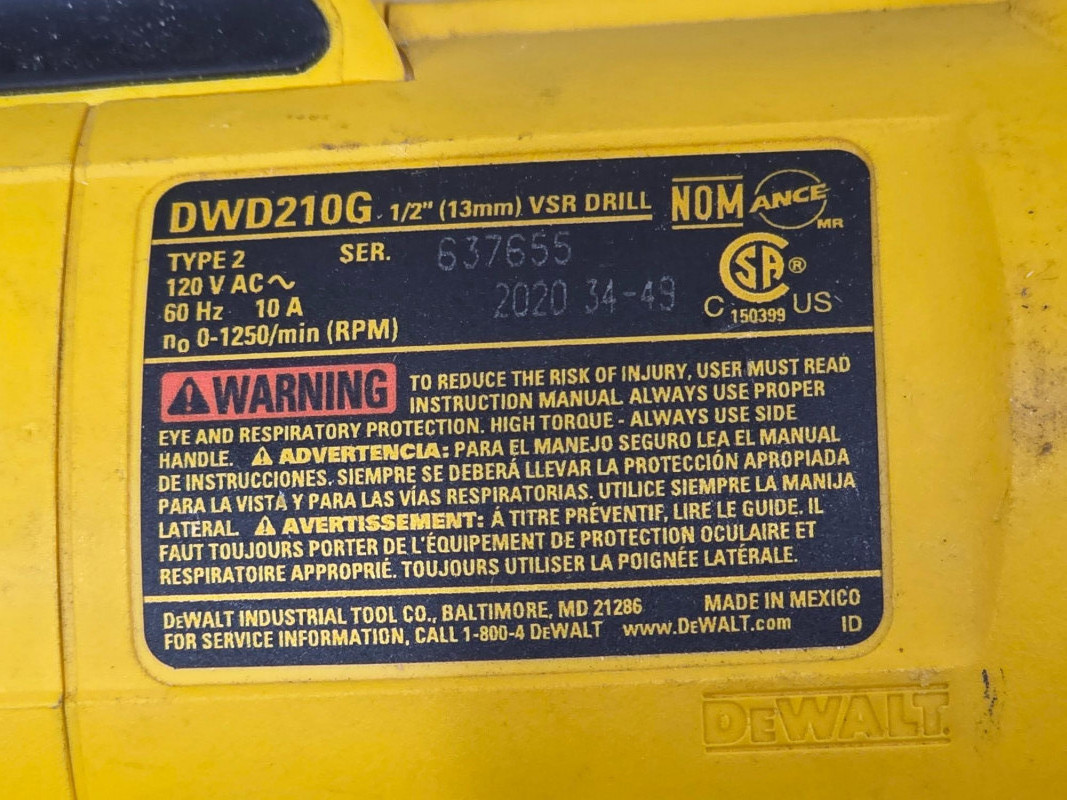 DWD210G 1/2" (13mm) VSR DRILL
NOM ANCE MR
TYPE 2 SER. 637655
120 V AC ~ 2020 34-49
60 Hz 10 A
n₀ 0-1250/min (RPM)
SA ®
C 150399 US
⚠ WARNING TO REDUCE THE RISK OF INJURY, USER MUST READ
INSTRUCTION MANUAL. ALWAYS USE PROPER
EYE AND RESPIRATORY PROTECTION. HIGH TORQUE - ALWAYS USE SIDE
HANDLE. ⚠ ADVERTENCIA: PARA EL MANEJO SEGURO LEA EL MANUAL
DE INSTRUCCIONES. SIEMPRE SE DEBERÁ LLEVAR LA PROTECCIÓN APROPIADA
PARA LA VISTA Y PARA LAS VÍAS RESPIRATORIAS. UTILICE SIEMPRE LA MANIJA
LATERAL. ⚠ AVERTISSEMENT: Á TITRE PRÉVENTIF, LIRE LE GUIDE. IL
FAUT TOUJOURS PORTER DE L'ÉQUIPEMENT DE PROTECTION OCULAIRE ET
RESPIRATOIRE APPROPRIÉ. TOUJOURS UTILISER LA POIGNÉE LATÉRALE.
DEWALT INDUSTRIAL TOOL CO., BALTIMORE, MD 21286 MADE IN MEXICO
FOR SERVICE INFORMATION, CALL 1-800-4 DEWALT www.DEWALT.com ID
DEWALT.